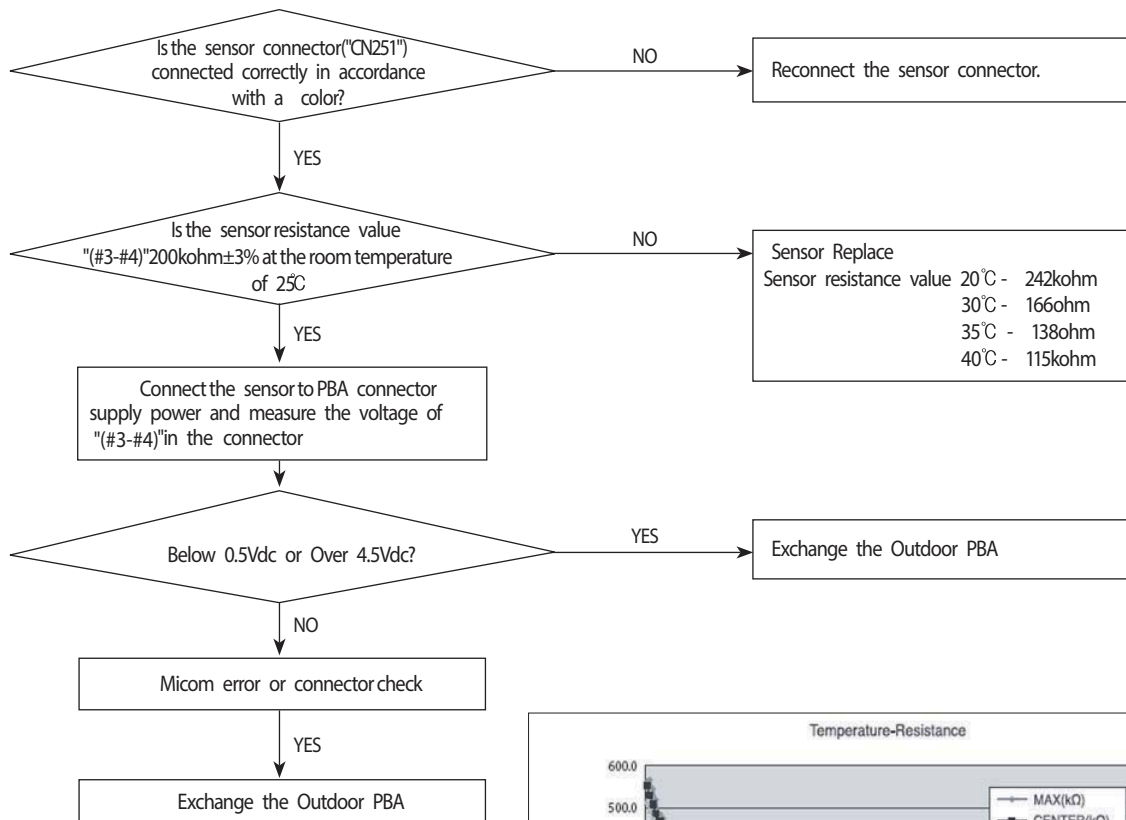 Is the sensor connector("CN251")
connected correctly in accordance
with a color?
NO
Reconnect the sensor connector.
YES
Is the sensor resistance value
"(#3-#4)"200kohm±3% at the room temperature
of 25℃
NO
Sensor Replace
Sensor resistance value 20℃ - 242kohm
30℃ - 166ohm
35℃ - 138ohm
40℃ - 115kohm
YES
Connect the sensor to PBA connector
supply power and measure the voltage of
"(#3-#4)"in the connector
Below 0.5Vdc or Over 4.5Vdc?
YES
Exchange the Outdoor PBA
NO
Micom error or connector check
YES
Exchange the Outdoor PBA
Temperature-Resistance
600.0
500.0
MAX(kΩ)
CENTER(kΩ)